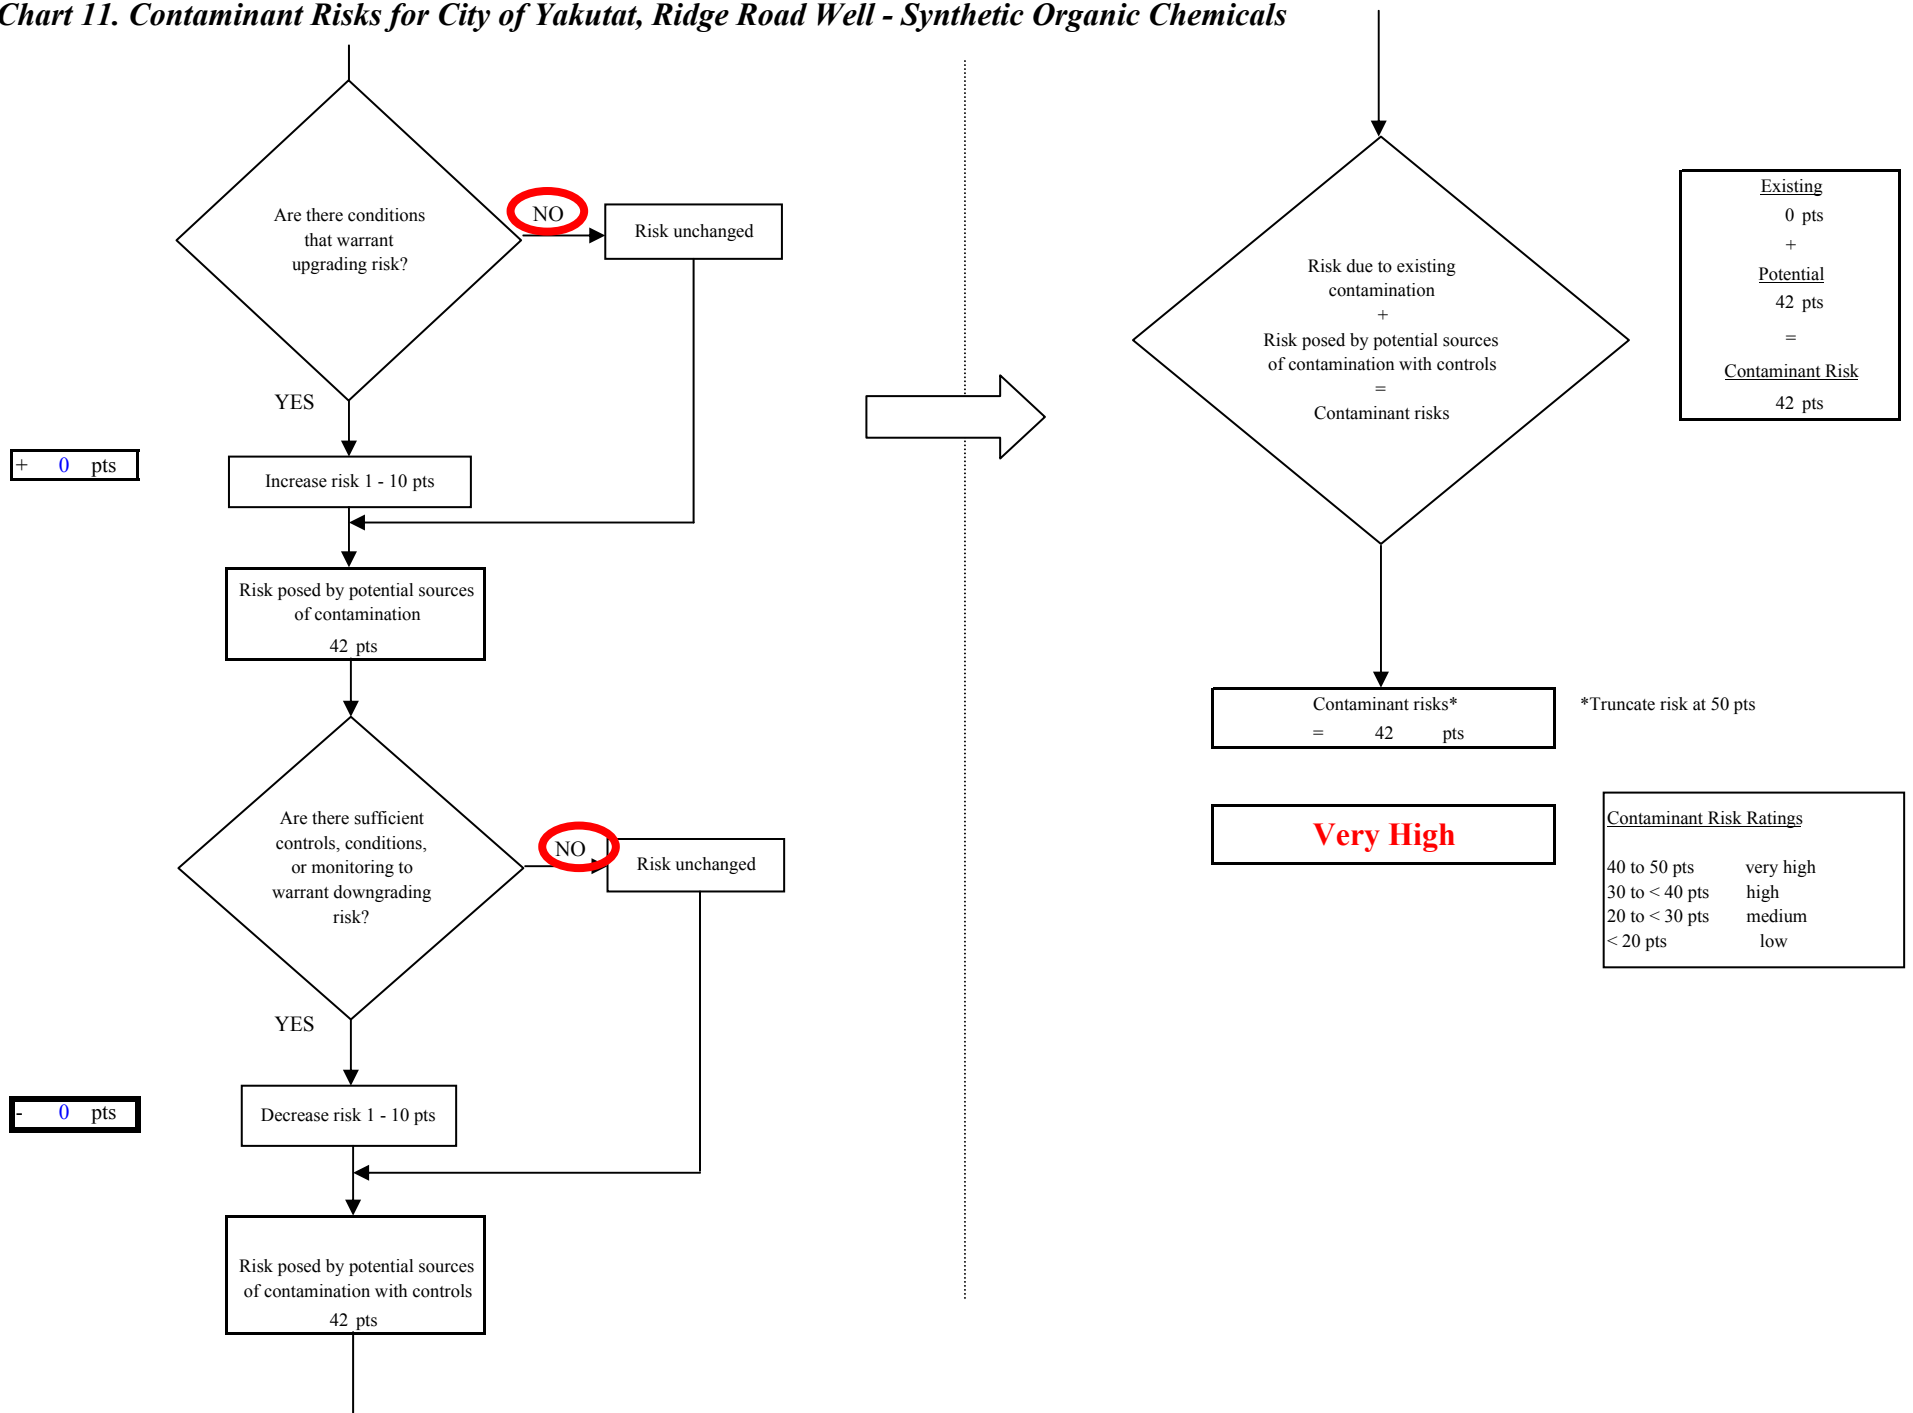 Chart 11. Contaminant Risks for City of Yakutat, Ridge Road Well - Synthetic Organic Chemicals
Are there conditions
that warrant
upgrading risk?
NO
Risk unchanged
YES
+ 0 pts
Increase risk 1 - 10 pts
Risk posed by potential sources
of contamination
42 pts
Are there sufficient
controls, conditions,
or monitoring to
warrant downgrading
risk?
NO
Risk unchanged
YES
- 0 pts
Decrease risk 1 - 10 pts
Risk posed by potential sources
of contamination with controls
42 pts
Risk due to existing
contamination
+
Risk posed by potential sources
of contamination with controls
=
Contaminant risks
Existing
0 pts
+
Potential
42 pts
=
Contaminant Risk
42 pts
Contaminant risks*
= 42 pts
*Truncate risk at 50 pts
Very High
Contaminant Risk Ratings
40 to 50 pts very high
30 to < 40 pts high
20 to < 30 pts medium
< 20 pts low